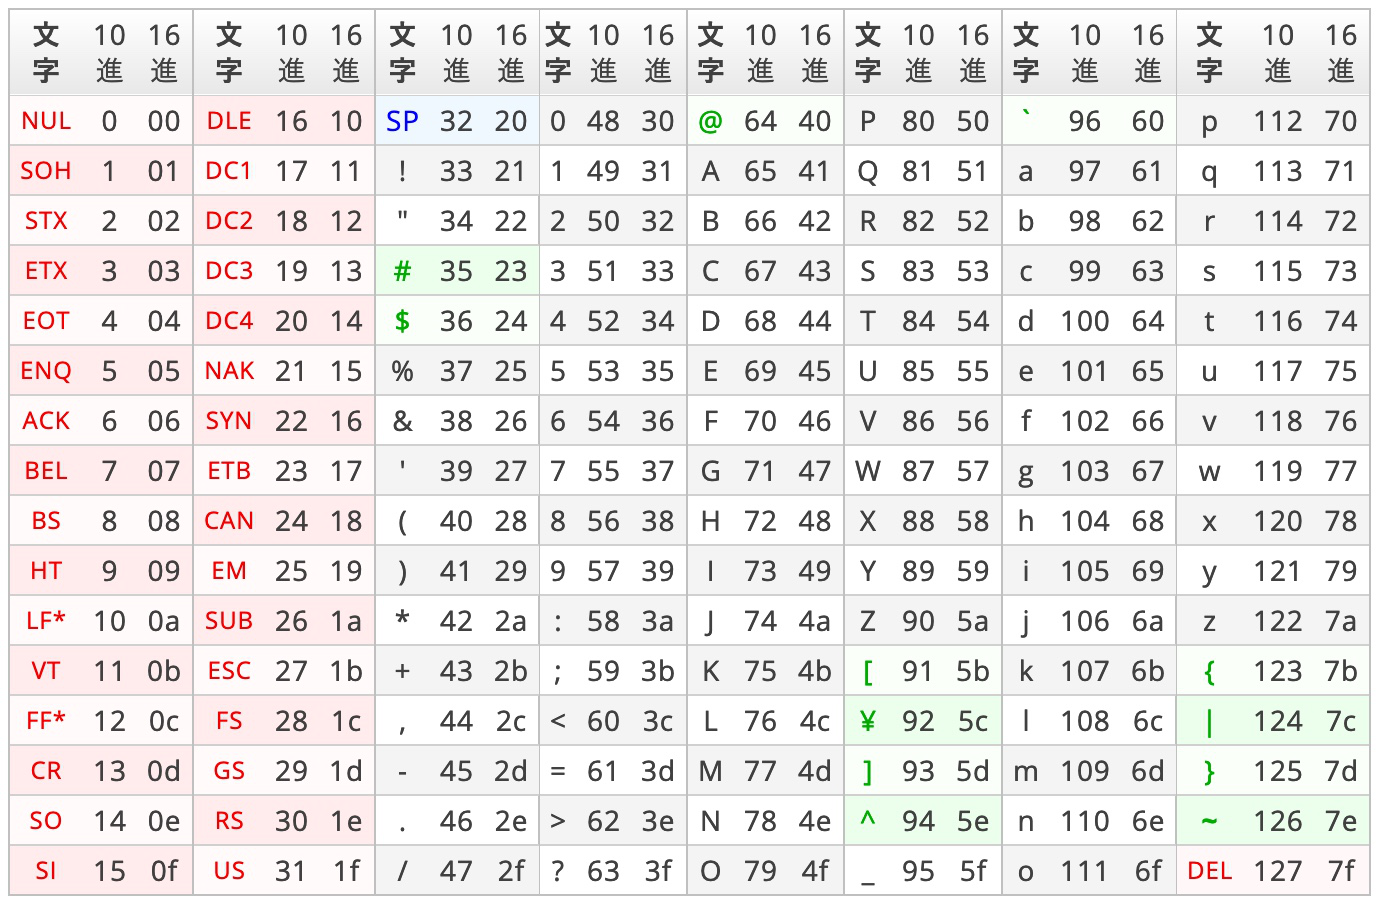 文字 10進 16進 文字 10進 16進 文字 10進 16進 文字 10進 16進 文字 10進 16進 文字 10進 16進 文字 10進 16進 文字 10進 16進
NUL 0 00 DLE 16 10 SP 32 20 0 48 30 @ 64 40 P 80 50 ` 96 60 p 112 70
SOH 1 01 DC1 17 11 ! 33 21 1 49 31 A 65 41 Q 81 51 a 97 61 q 113 71
STX 2 02 DC2 18 12 " 34 22 2 50 32 B 66 42 R 82 52 b 98 62 r 114 72
ETX 3 03 DC3 19 13 # 35 23 3 51 33 C 67 43 S 83 53 c 99 63 s 115 73
EOT 4 04 DC4 20 14 $ 36 24 4 52 34 D 68 44 T 84 54 d 100 64 t 116 74
ENQ 5 05 NAK 21 15 % 37 25 5 53 35 E 69 45 U 85 55 e 101 65 u 117 75
ACK 6 06 SYN 22 16 & 38 26 6 54 36 F 70 46 V 86 56 f 102 66 v 118 76
BEL 7 07 ETB 23 17 ' 39 27 7 55 37 G 71 47 W 87 57 g 103 67 w 119 77
BS 8 08 CAN 24 18 ( 40 28 8 56 38 H 72 48 X 88 58 h 104 68 x 120 78
HT 9 09 EM 25 19 ) 41 29 9 57 39 I 73 49 Y 89 59 i 105 69 y 121 79
LF* 10 0a SUB 26 1a * 42 2a : 58 3a J 74 4a Z 90 5a j 106 6a z 122 7a
VT 11 0b ESC 27 1b + 43 2b ; 59 3b K 75 4b [ 91 5b k 107 6b { 123 7b
FF* 12 0c FS 28 1c , 44 2c < 60 3c L 76 4c ¥ 92 5c l 108 6c | 124 7c
CR 13 0d GS 29 1d - 45 2d = 61 3d M 77 4d ] 93 5d m 109 6d } 125 7d
SO 14 0e RS 30 1e . 46 2e > 62 3e N 78 4e ^ 94 5e n 110 6e ~ 126 7e
SI 15 0f US 31 1f / 47 2f ? 63 3f O 79 4f _ 95 5f o 111 6f DEL 127 7f